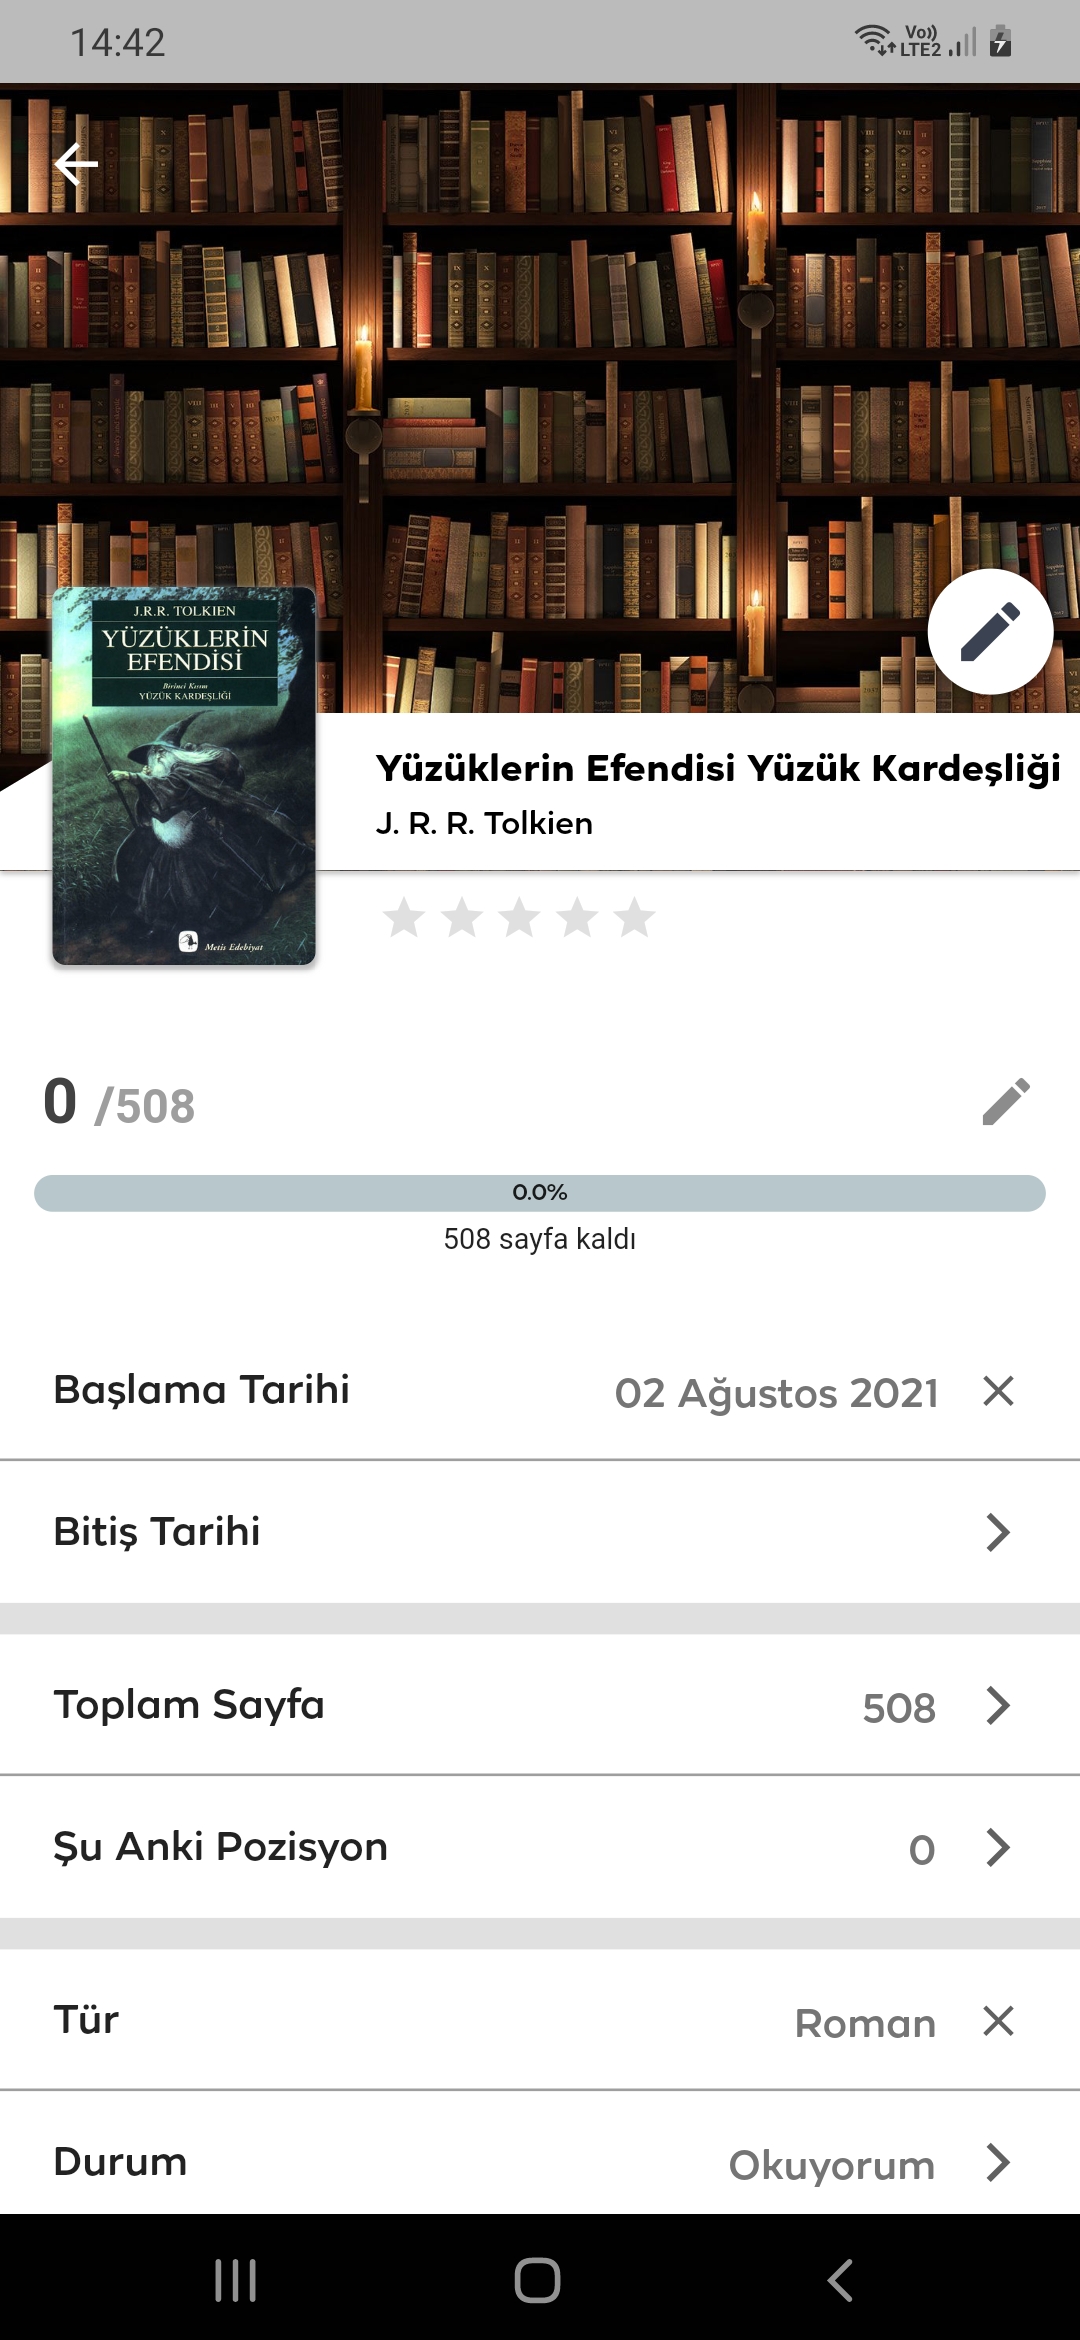 14:42
Vo))
LTE2
J.R.R. TOLKIEN
YÜZÜKLERİN
EFENDİSİ
Birinci Kısım
YÜZÜK KARDEŞLİĞİ
Metis Edebiyat
Yüzüklerin Efendisi Yüzük Kardeşliği
J. R. R. Tolkien
0 /508
0.0%
508 sayfa kaldı
Başlama Tarihi 02 Ağustos 2021
Bitiş Tarihi
Toplam Sayfa 508
Şu Anki Pozisyon 0
Tür Roman
Durum Okuyorum